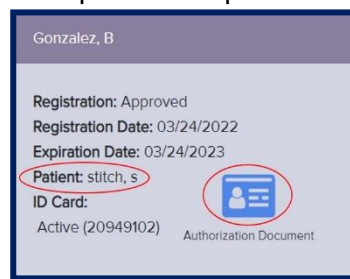 Gonzalez, B
Registration: Approved
Registration Date: 03/24/2022
Expiration Date: 03/24/2023
Patient: stitch, s
ID Card:
Active (20949102)
Authorization Document